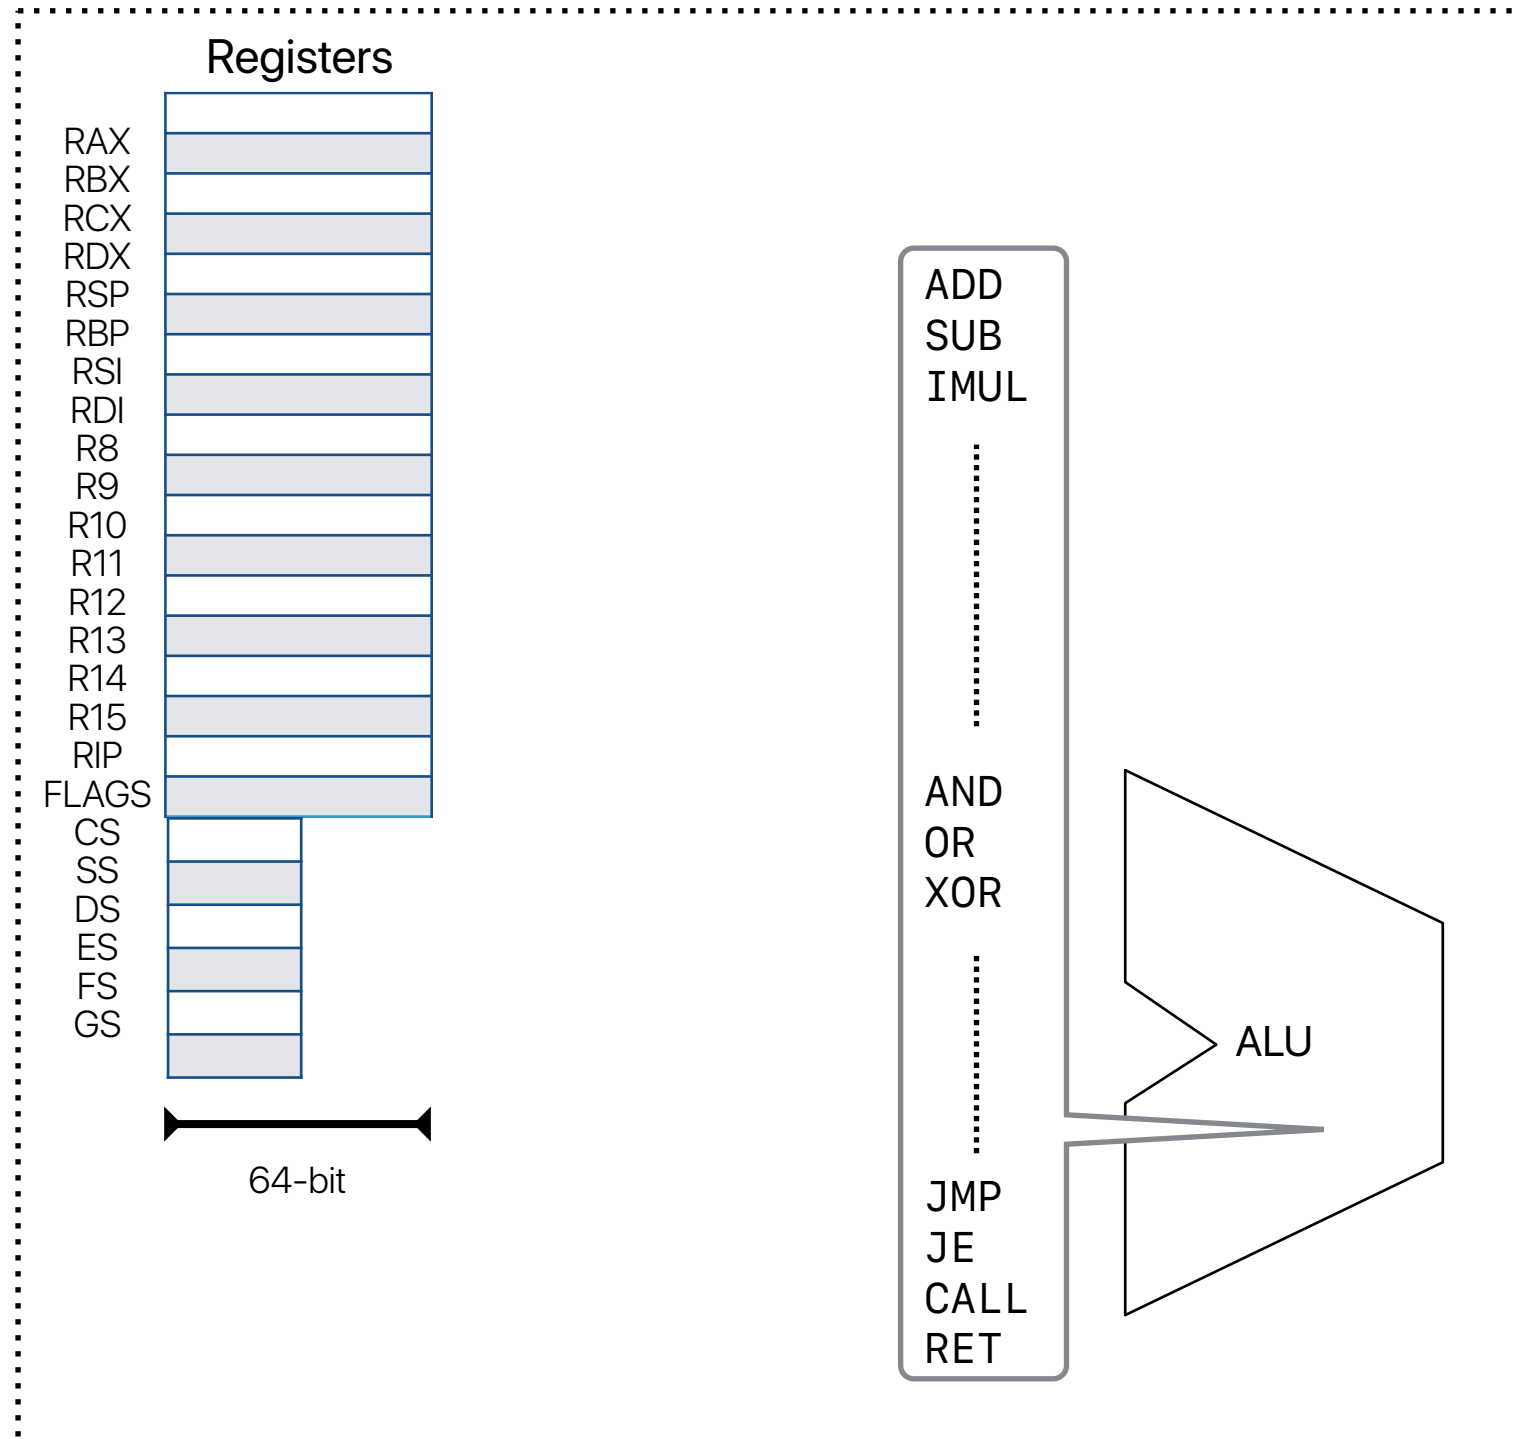 Registers
RAX
RBX
RCX
RDX
RSP
RBP
RSI
RDI
R8
R9
R10
R11
R12
R13
R14
R15
RIP
FLAGS
CS
SS
DS
ES
FS
GS
64-bit
ADD
SUB
IMUL
AND
OR
XOR
JMP
JE
CALL
RET
ALU